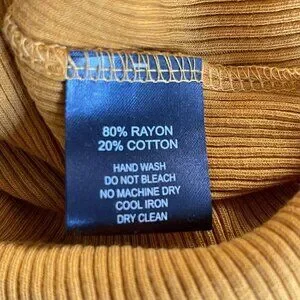 80% RAYON
20% COTTON
HAND WASH
DO NOT BLEACH
NO MACHINE DRY
COOL IRON
DRY CLEAN